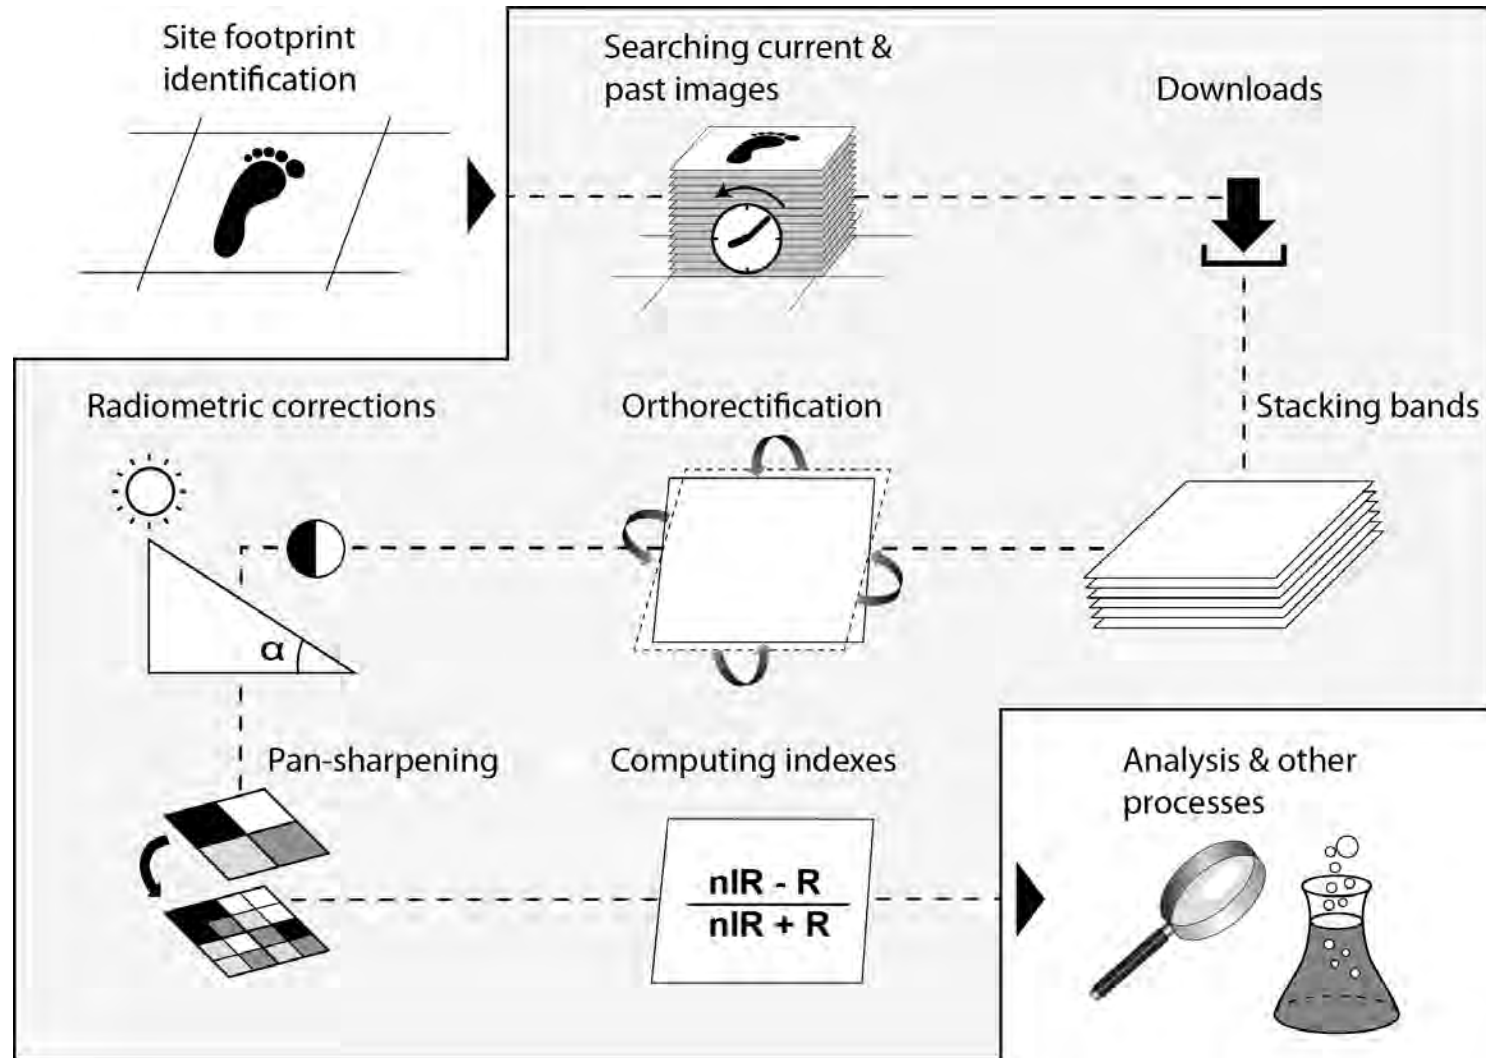 Site footprint
identification
Searching current &
past images
Downloads
Radiometric corrections
Orthorectification
Stacking bands
α
Pan-sharpening
Computing indexes
nIR - R
nIR + R
Analysis & other
processes